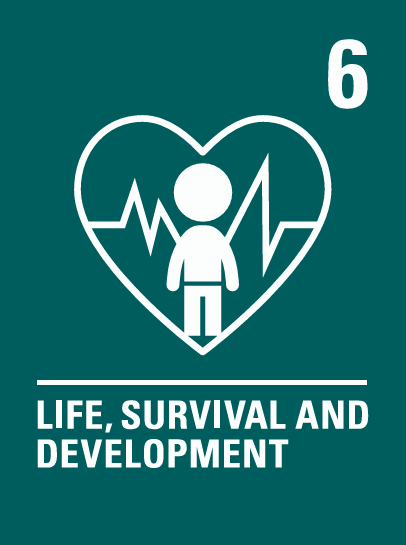 6
LIFE, SURVIVAL AND
DEVELOPMENT